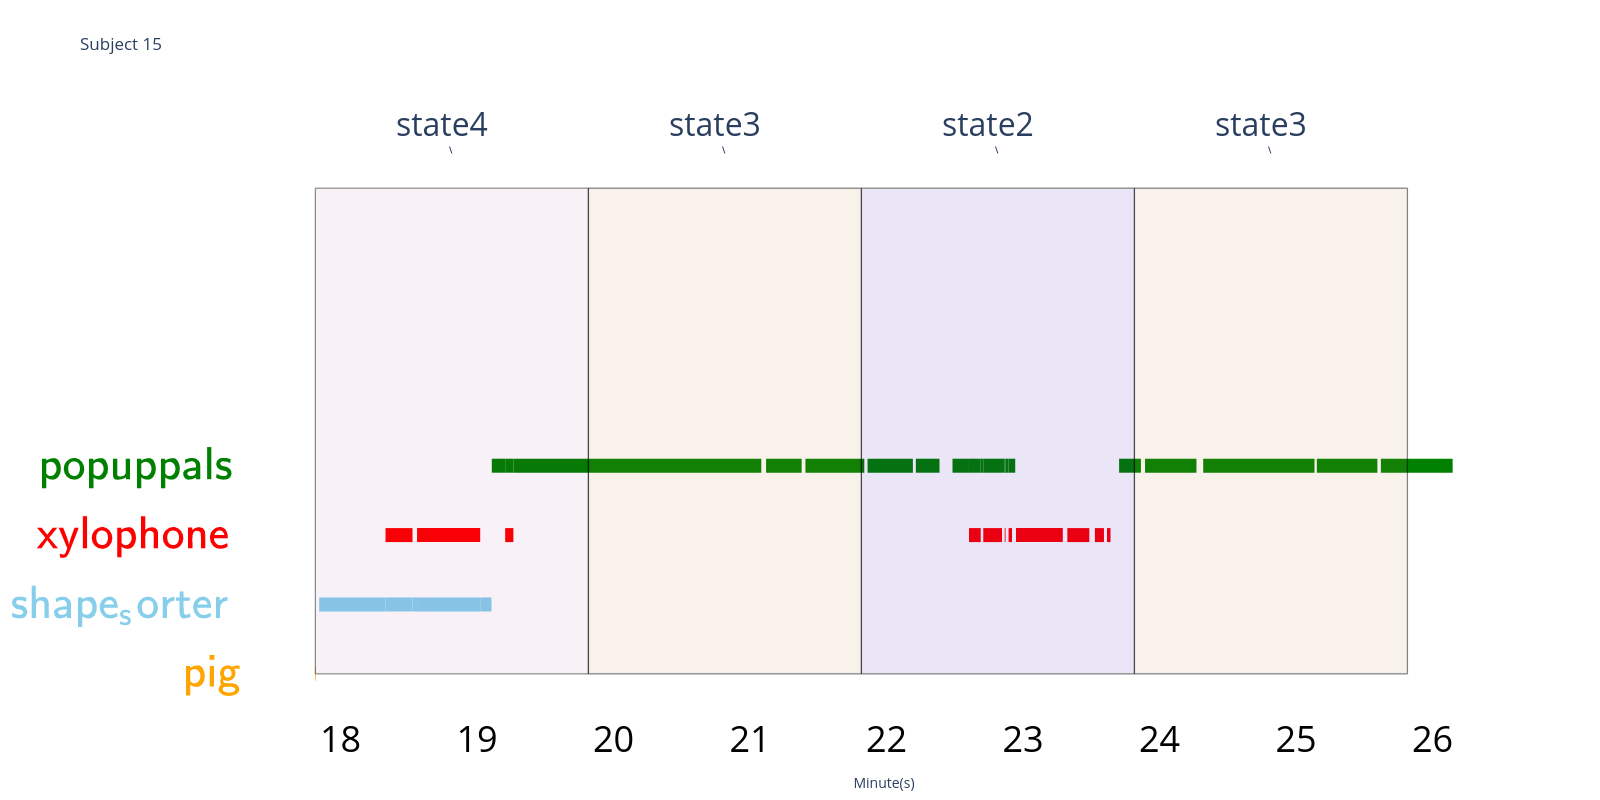 Subject 15
state4 state3 state2 state3
popuppals
xylophone
shapesorter
pig
18 19 20 21 22 23 24 25 26
Minute(s)